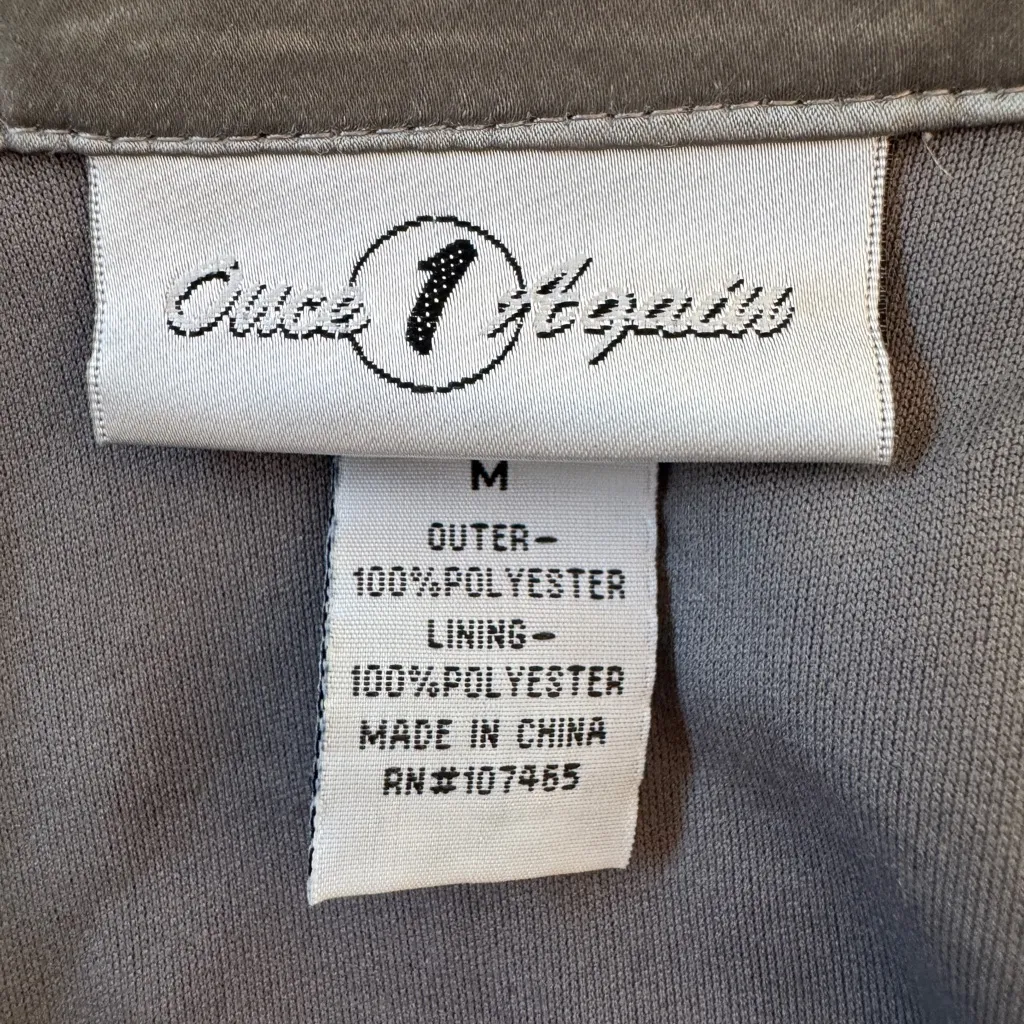 Once 1 Again
M
OUTER-
100%POLYESTER
LINING-
100%POLYESTER
MADE IN CHINA
RN#107465